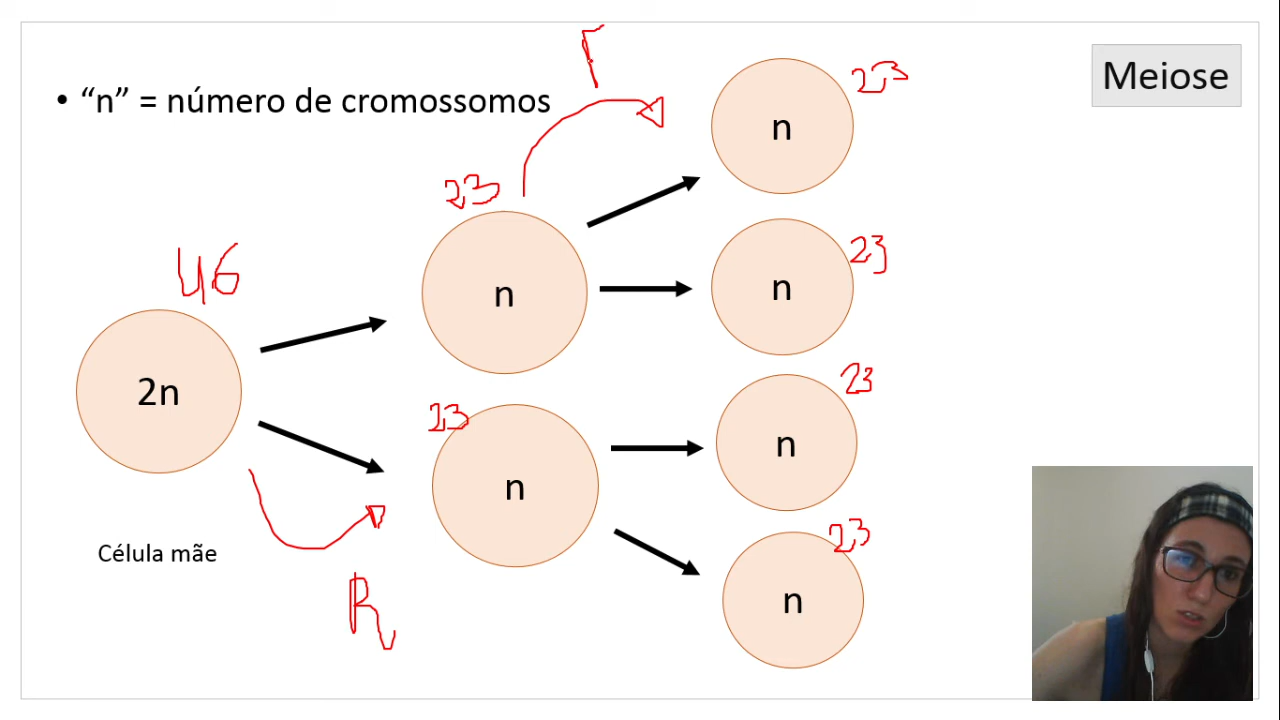 Meiose
• “n” = número de cromossomos
23
n
23
n
46
23
n
2n
23
n
23
n
23
n
Célula mãe
R
n